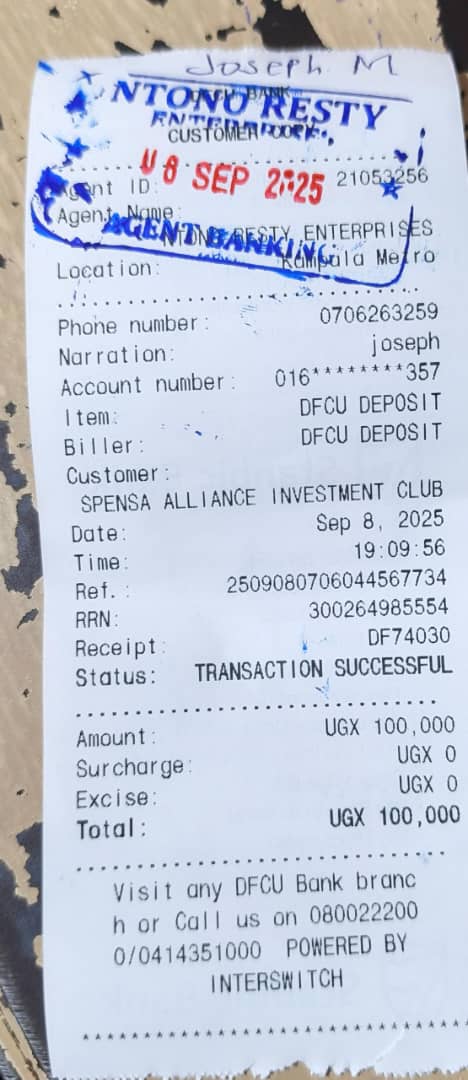 Joseph M
DFCU BANK
NTONO RESTY
ENTERPRISES
CUSTOMER COPY
08 SEP 2025
Agent ID: 21053256
Agent Name:
NTONO RESTY ENTERPRISES
AGENT BANKING
Location: Kampala Metro
Phone number: 0706263259
Narration: joseph
Account number: 016********357
Item: DFCU DEPOSIT
Biller: DFCU DEPOSIT
Customer:
SPENSA ALLIANCE INVESTMENT CLUB
Date: Sep 8, 2025
Time: 19:09:56
Ref.: 2509080706044567734
RRN: 300264985554
Receipt: DF74030
Status: TRANSACTION SUCCESSFUL
Amount: UGX 100,000
Surcharge: UGX 0
Excise: UGX 0
Total: UGX 100,000
Visit any DFCU Bank branc
h or Call us on 080022200
0/0414351000 POWERED BY
INTERSWITCH